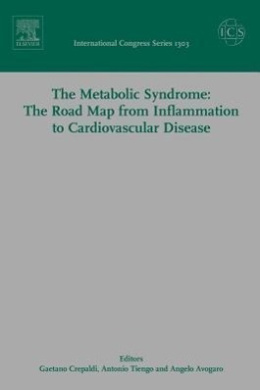 ELSEVIER
International Congress Series 1303
ICS
The Metabolic Syndrome:
The Road Map from Inflammation
to Cardiovascular Disease
Editors
Gaetano Crepaldi, Antonio Tiengo and Angelo Avogaro